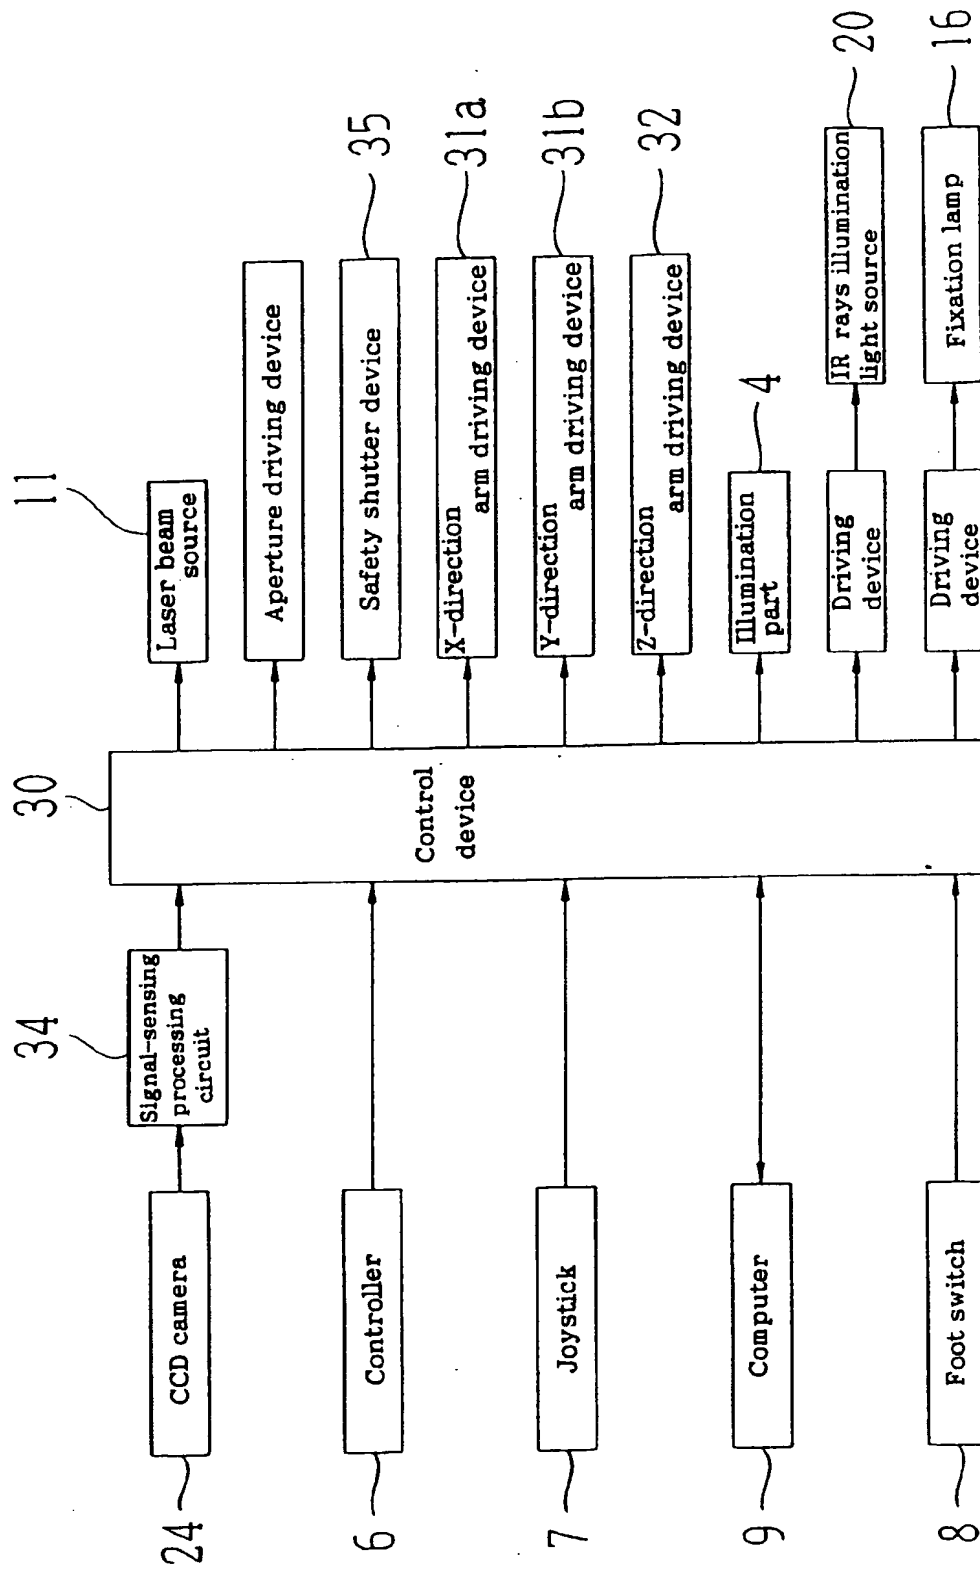 24
CCD camera
34
Signal-sensing
processing
circuit
6
Controller
7
Joystick
9
Computer
8
Foot switch
30
Control
device
11
Laser beam
source
Aperture driving device
Safety shutter device
35
X-direction
arm driving device
31a
Y-direction
arm driving device
31b
Z-direction
arm driving device
32
Illumination
part
4
Driving
device
IR rays illumination
light source
20
Driving
device
Fixation lamp
16